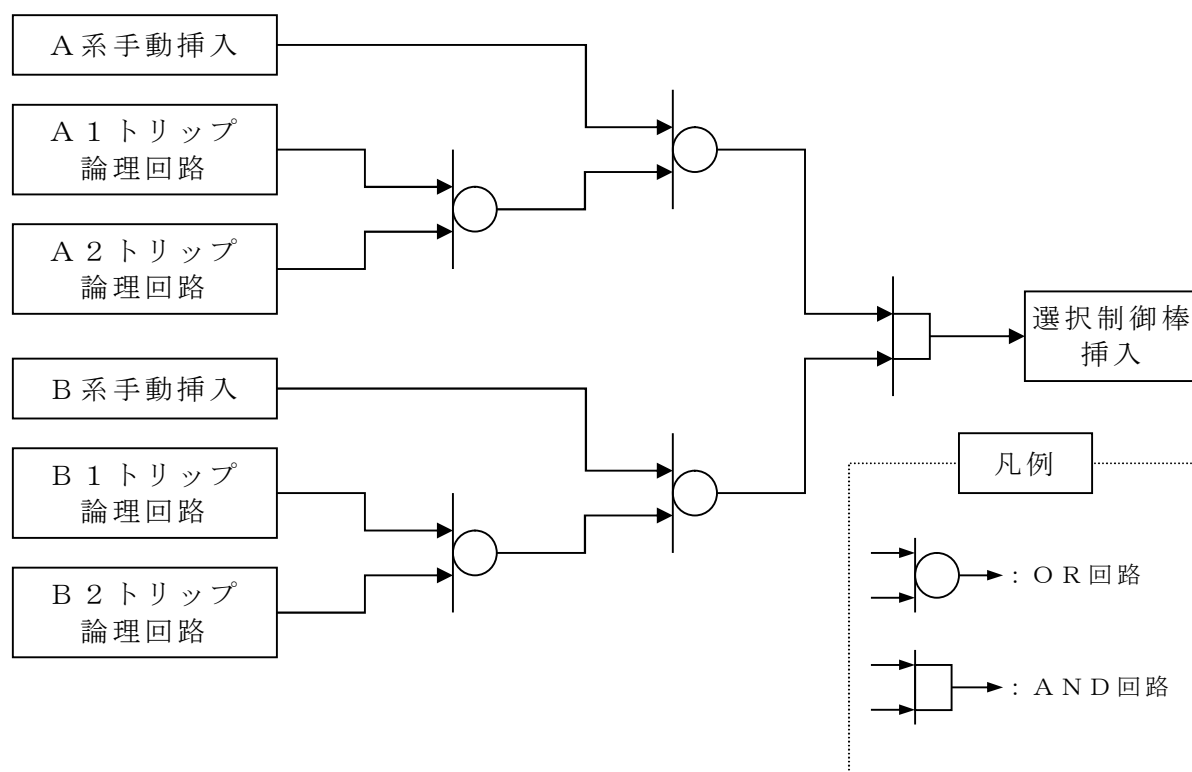 A系手動挿入
A1トリップ
論理回路
A2トリップ
論理回路
B系手動挿入
B1トリップ
論理回路
B2トリップ
論理回路
選択制御棒
挿入
凡例
:OR回路
:AND回路